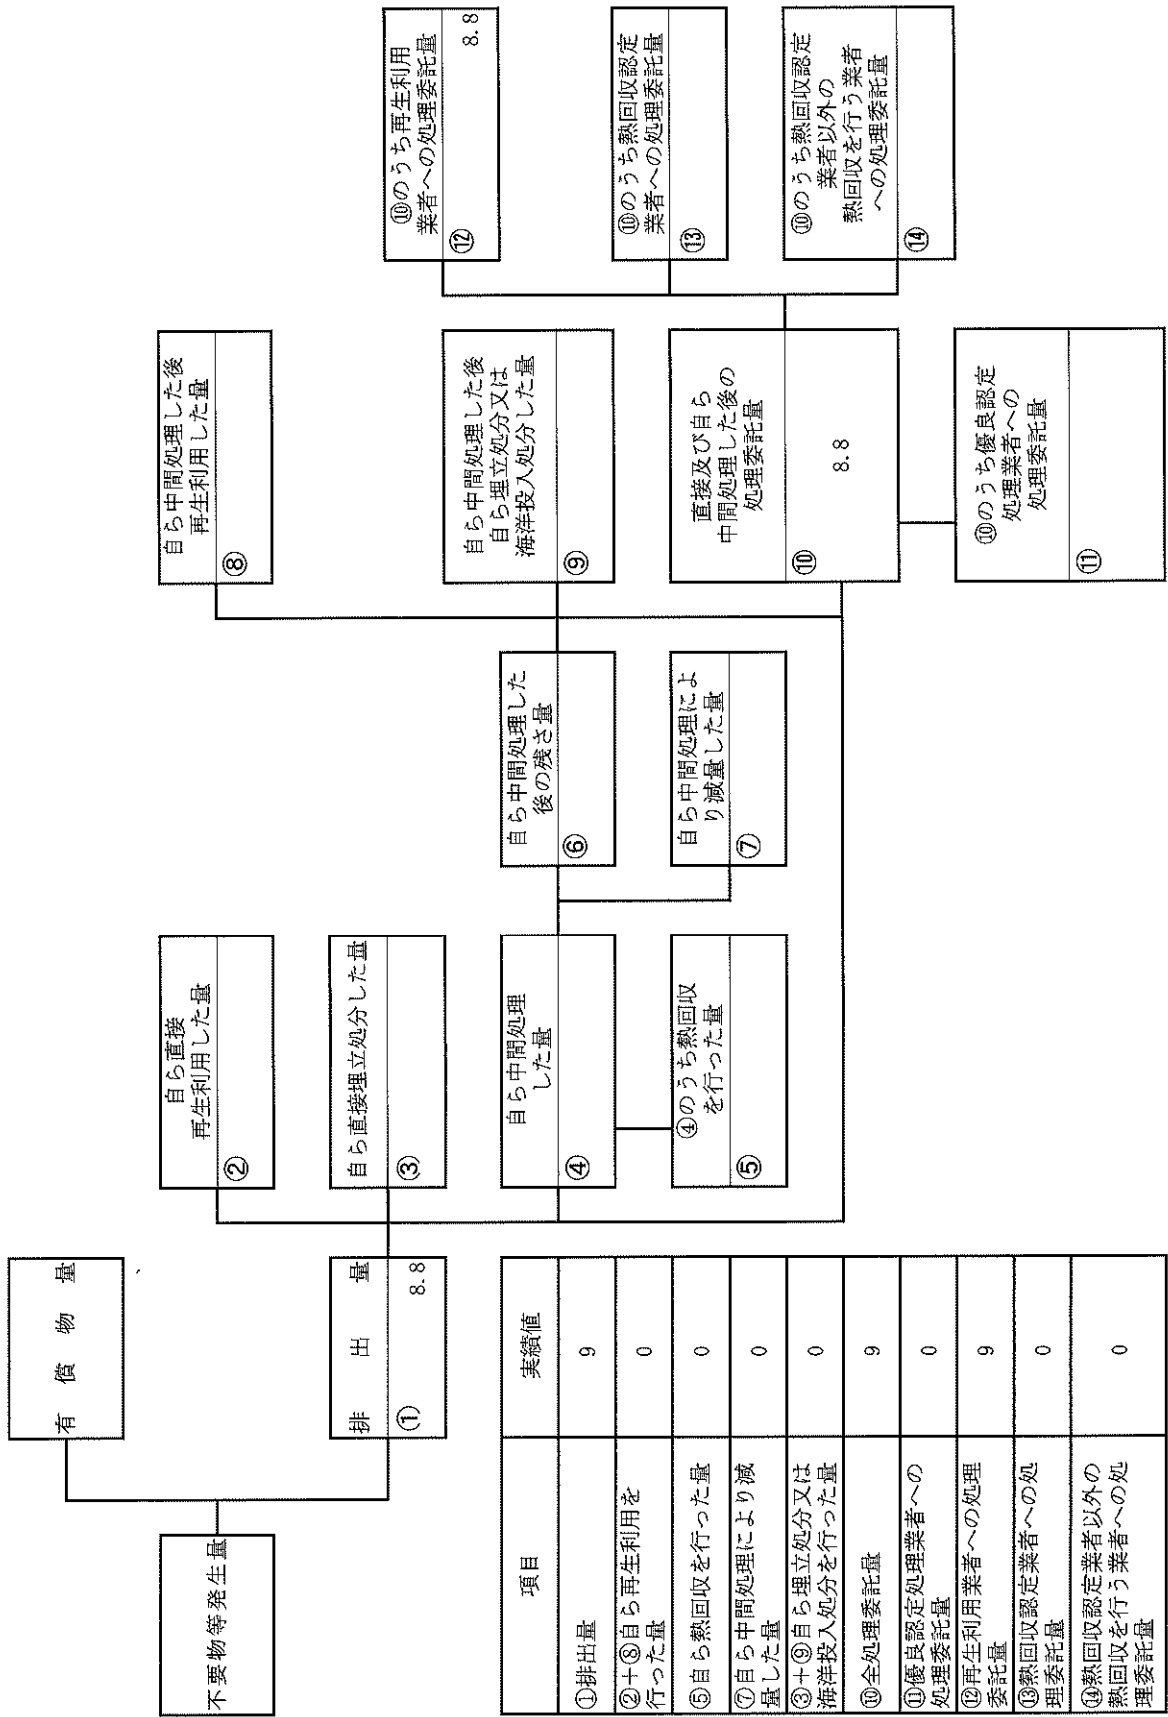 不要物等発生量
有償物量
排出量
① 8.8
自ら直接
再生利用した量
②
自ら直接埋立処分した量
③
自ら中間処理
した量
④
④のうち熱回収
を行った量
⑤
自ら中間処理した
後の残さ量
⑥
自ら中間処理によ
り減量した量
⑦
自ら中間処理した後
再生利用した量
⑧
自ら中間処理した後
自ら埋立処分又は
海洋投入処分した量
⑨
直接及び自ら
中間処理した後の
処理委託量
⑩ 8.8
⑩のうち優良認定
処理業者への
処理委託量
⑪
⑩のうち再生利用
業者への処理委託量
⑫ 8.8
⑩のうち熱回収認定
業者への処理委託量
⑬
⑩のうち熱回収認定
業者以外の
熱回収を行う業者
への処理委託量
⑭
項目 実績値
①排出量 9
②+⑧自ら再生利用を
行った量 0
⑤自ら熱回収を行った量 0
⑦自ら中間処理により減
量した量 0
③+⑨自ら埋立処分又は
海洋投入処分を行った量 0
⑩全処理委託量 9
⑪優良認定処理業者への
処理委託量 0
⑫再生利用業者への処理
委託量 9
⑬熱回収認定業者への処
理委託量 0
⑭熱回収認定業者以外の
熱回収を行う業者への処
理委託量 0